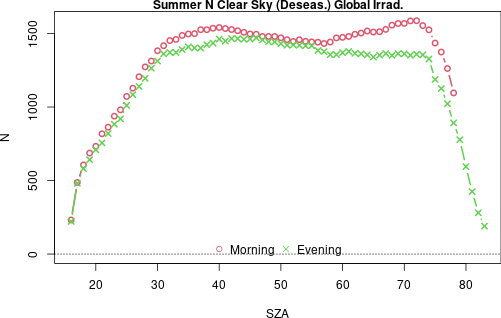 Summer N Clear Sky (Deseas.) Global Irrad.
N
1500
1000
500
0
Morning Evening
20 30 40 50 60 70 80
SZA